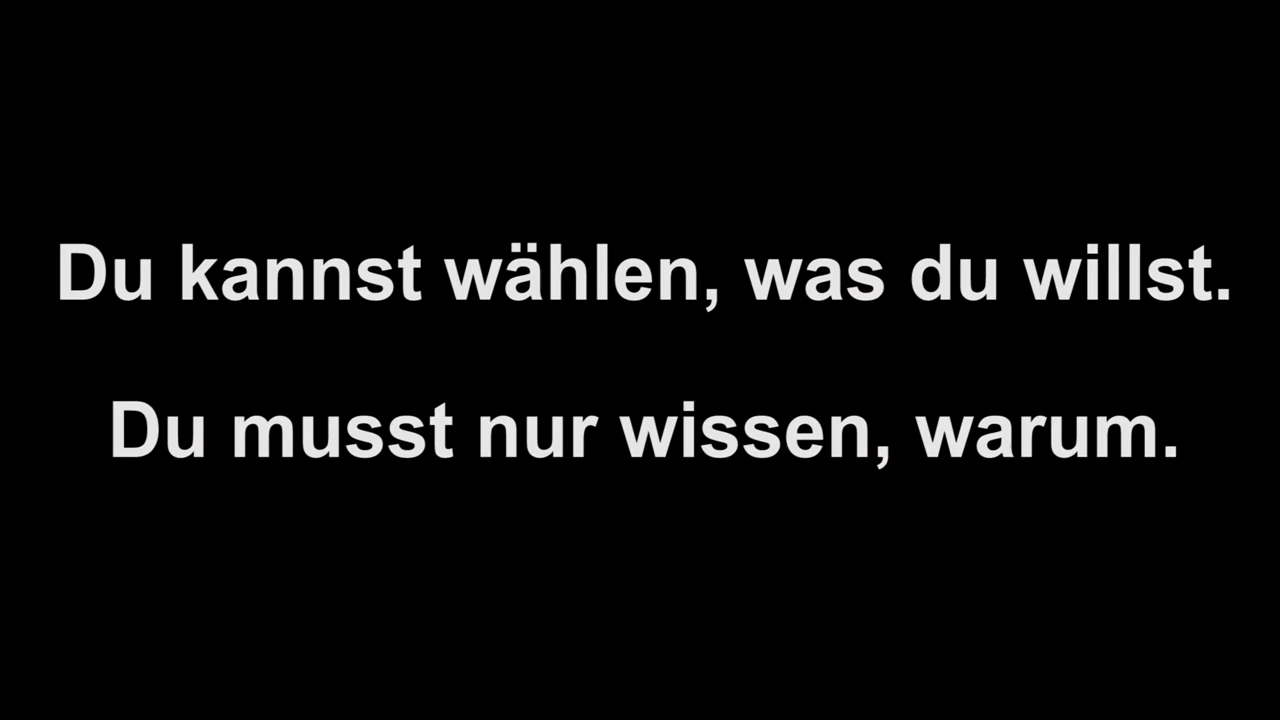 Du kannst wählen, was du willst.
Du musst nur wissen, warum.